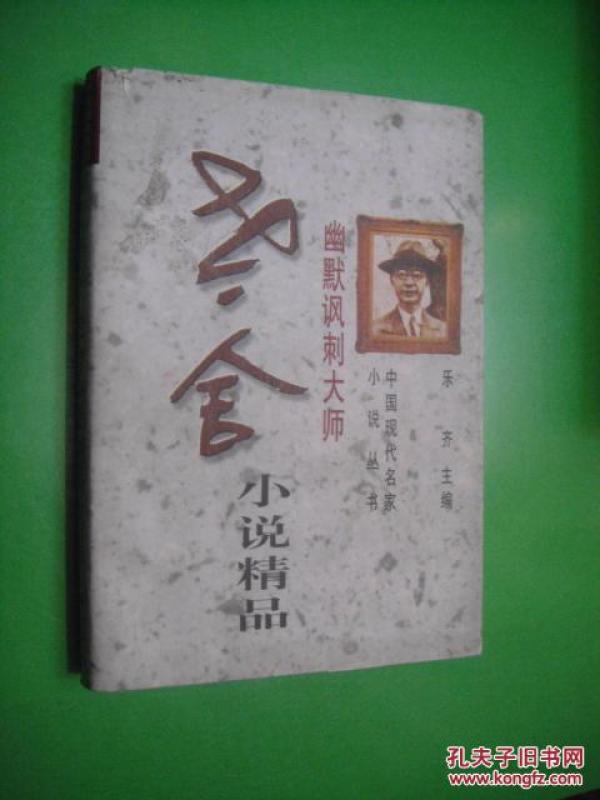 老舍
小说精品
幽默讽刺大师
中国现代名家
小说丛书
乐齐主编
孔夫子旧书网
www.kongfz.com